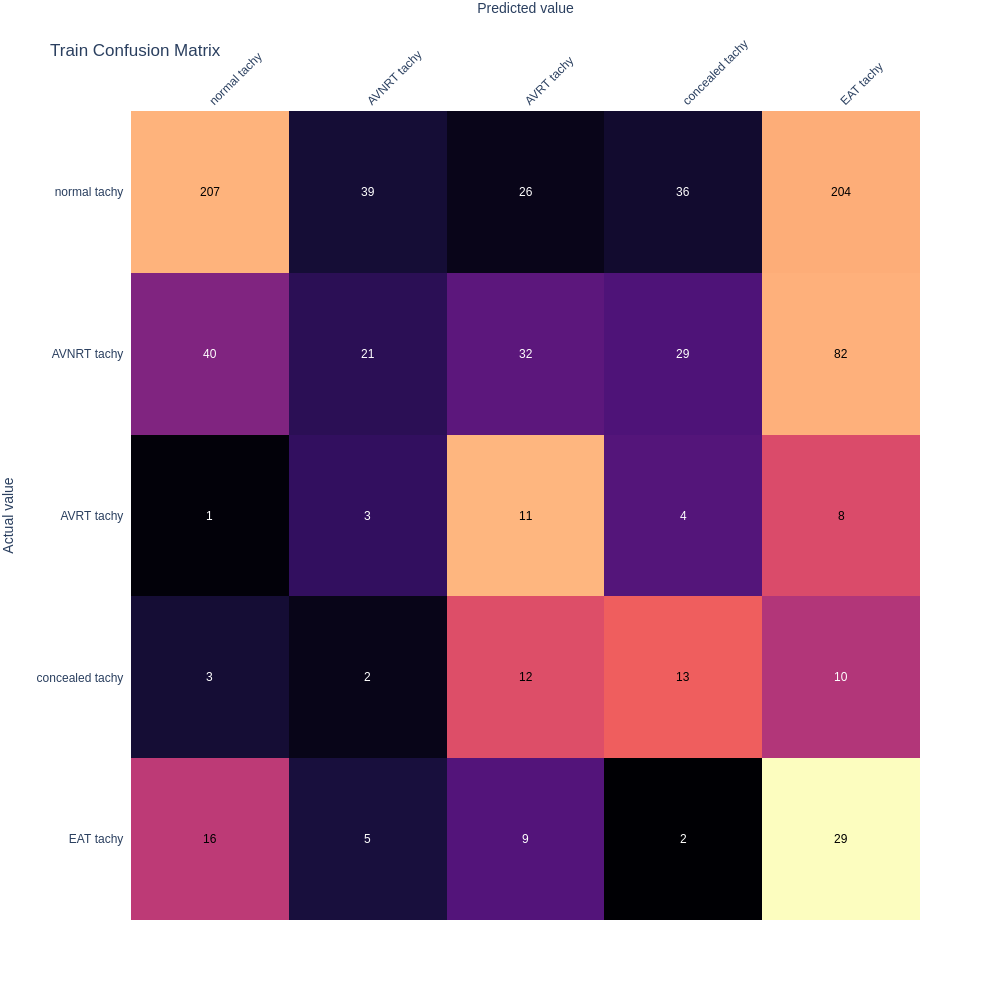 Predicted value
Train Confusion Matrix
normal tachy AVNRT tachy AVRT tachy concealed tachy EAT tachy
normal tachy 207 39 26 36 204
AVNRT tachy 40 21 32 29 82
Actual value
AVRT tachy 1 3 11 4 8
concealed tachy 3 2 12 13 10
EAT tachy 16 5 9 2 29